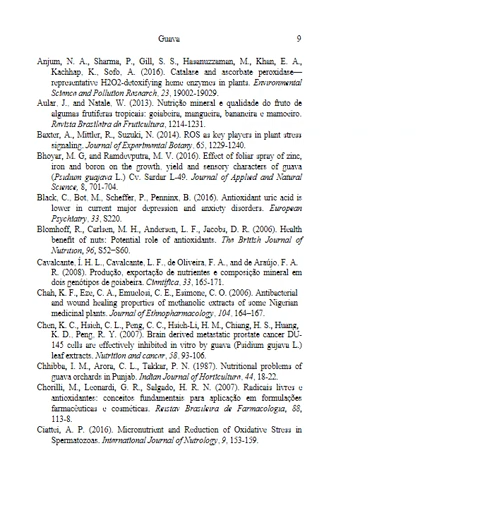 Guava 9
Anjum, N. A., Sharma, P., Gill, S. S., Hasanuzzaman, M., Khan, E. A.,
Kachhap, K., Sofo, A. (2016). Catalase and ascorbate peroxidase—
representative H2O2-detoxifying heme enzymes in plants. Environmental
Science and Pollution Research, 23, 19002-19029.
Aular, J., and Natale, W. (2013). Nutrição mineral e qualidade do fruto de
algumas frutíferas tropicais: goiabeira, mangueira, bananeira e mamoeiro.
Revista Brasileira de Fruticultura, 1214-1231.
Baxter, A., Mittler, R., Suzuki, N. (2014). ROS as key players in plant stress
signaling. Journal of Experimental Botany, 65, 1229-1240.
Bhoyar, M. G, and Ramdevputra, M. V. (2016). Effect of foliar spray of zinc,
iron and boron on the growth, yield and sensory characters of guava
(Psidium guajava L.) Cv. Sardar L-49. Journal of Applied and Natural
Science, 8, 701-704.
Black, C., Bot, M., Scheffer, P., Penninx, B. (2016). Antioxidant uric acid is
lower in current major depression and anxiety disorders. European
Psychiatry, 33, S220.
Blomhoff, R., Carlsen, M. H., Andersen, L. F., Jacobs, D. R. (2006). Health
benefit of nuts: Potential role of antioxidants. The British Journal of
Nutrition, 96, S52–S60.
Cavalcante, Í. H. L., Cavalcante, L. F., de Oliveira, F. A., and de Araújo, F. A.
R. (2008). Produção, exportação de nutrientes e composição mineral em
dois genótipos de goiabeira. Científica, 33, 165-171.
Chah, K. F., Eze, C. A., Emuelosi, C. E., Esimone, C. O. (2006). Antibacterial
and wound healing properties of methanolic extracts of some Nigerian
medicinal plants. Journal of Ethnopharmacology, 104, 164–167.
Chen, K. C., Hsieh, C. L., Peng, C. C., Hsieh-Li, H. M., Chiang, H. S., Huang,
K. D., Peng, R. Y. (2007). Brain derived metastatic prostate cancer DU-
145 cells are effectively inhibited in vitro by guava (Psidium gujava L.)
leaf extracts. Nutrition and cancer, 58, 93-106.
Chhibba, I. M., Arora, C. L., Takkar, P. N. (1987). Nutritional problems of
guava orchards in Punjab. Indian Journal of Horticulture, 44, 18-22.
Chorilli, M., Leonardi, G. R., Salgado, H. R. N. (2007). Radicais livres e
antioxidantes: conceitos fundamentais para aplicação em formulações
farmacêuticas e cosméticas. Revista Brasileira de Farmacologia, 88,
113-8.
Ciattei, A. P. (2016). Micronutrient and Reduction of Oxidative Stress in
Spermatozoas. International Journal of Nutrology, 9, 153-159.